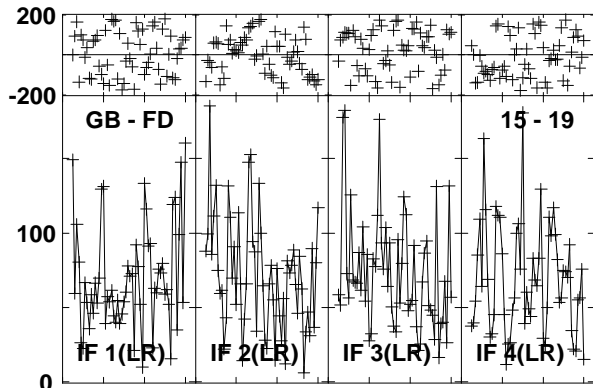 200
-200
GB - FD
15 - 19
100
IF 1(LR)
IF 2(LR)
IF 3(LR)
IF 4(LR)
0